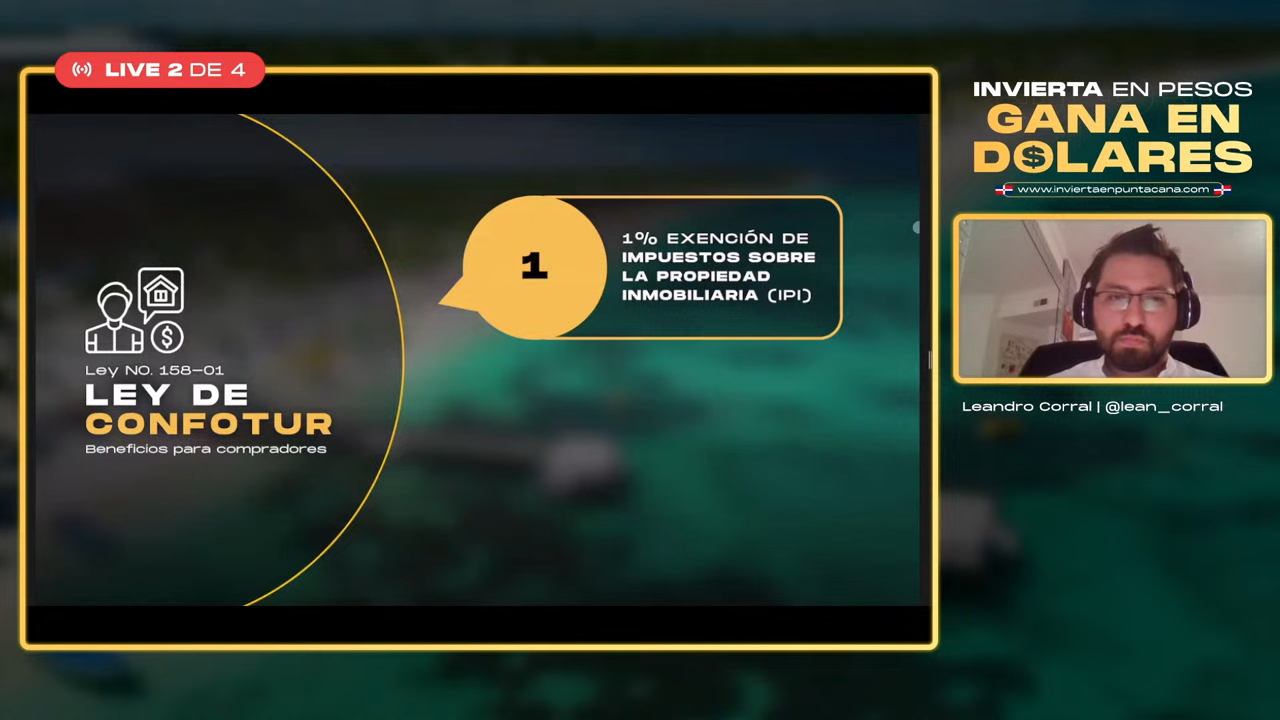 LIVE 2 DE 4
Ley NO. 158-01
LEY DE
CONFOTUR
Beneficios para compradores
1
1% EXENCIÓN DE
IMPUESTOS SOBRE
LA PROPIEDAD
INMOBILIARIA (IPI)
INVIERTA EN PESOS
GANA EN
DOLARES
www.inviertaenpuntacana.com
Leandro Corral | @lean_corral